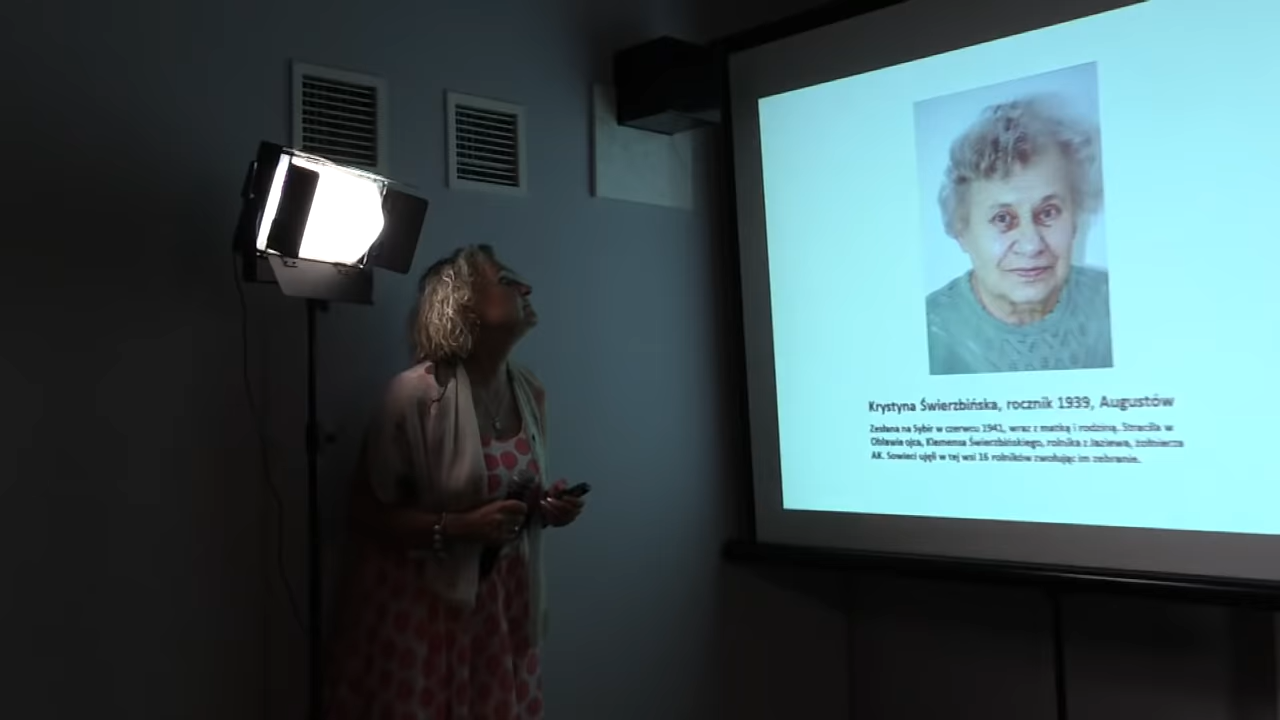 Krystyna Świerzbińska, rocznik 1939, Augustów
Zesłana na Sybir w czerwcu 1941, wraz z matką i rodziną. Straciła w
Obławie ojca, Klemensa Świerzbińskiego, rolnika z Jaziewa, żołnierza
AK. Sowieci ujęli w tej wsi 16 rolników zwołując im zebranie.